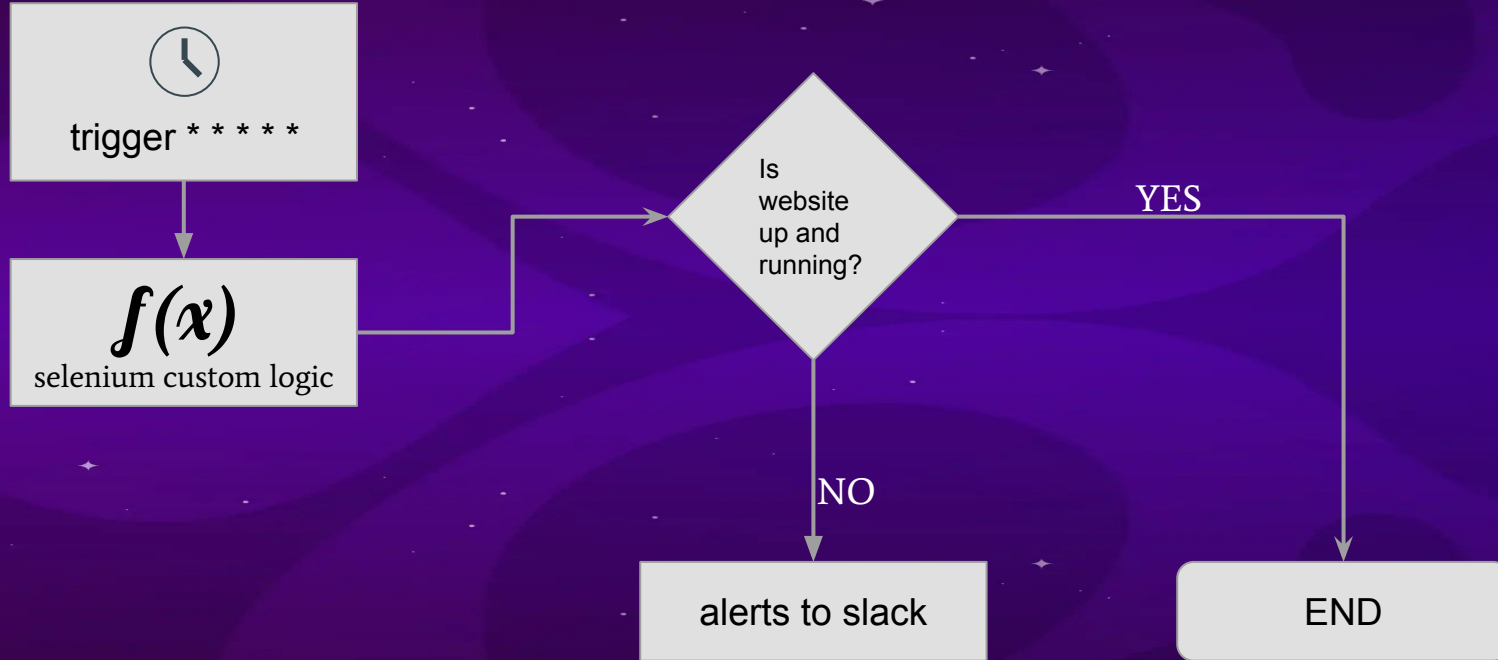 trigger * * * * *
f(x)
selenium custom logic
Is
website
up and
running?
YES
NO
alerts to slack
END